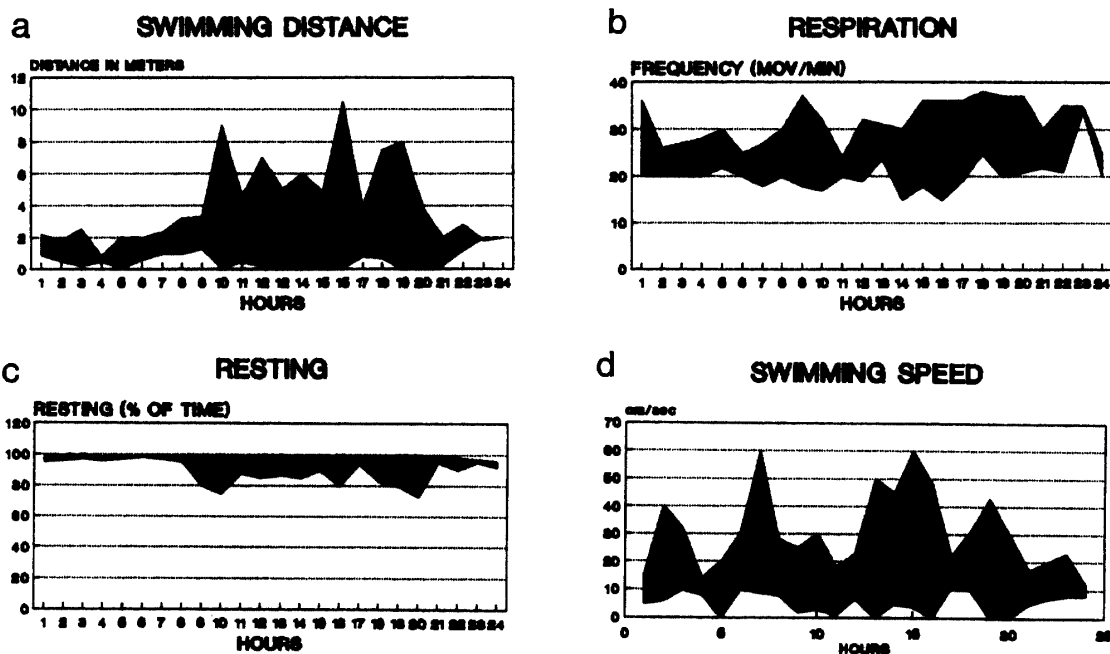 a
SWIMMING DISTANCE
DISTANCE IN METERS
12
10
8
6
4
2
0
1 2 3 4 5 6 7 8 9 10 11 12 13 14 15 16 17 18 19 20 21 22 23 24
HOURS
b
RESPIRATION
FREQUENCY (MOV/MIN)
40
30
20
10
0
1 2 3 4 5 6 7 8 9 10 11 12 13 14 15 16 17 18 19 20 21 22 23 24
HOURS
c
RESTING
RESTING (% OF TIME)
120
100
80
60
40
20
0
1 2 3 4 5 6 7 8 9 10 11 12 13 14 15 16 17 18 19 20 21 22 23 24
HOURS
d
SWIMMING SPEED
cm/sec
70
60
50
40
30
20
10
0
0 5 10 15 20 25
HOURS